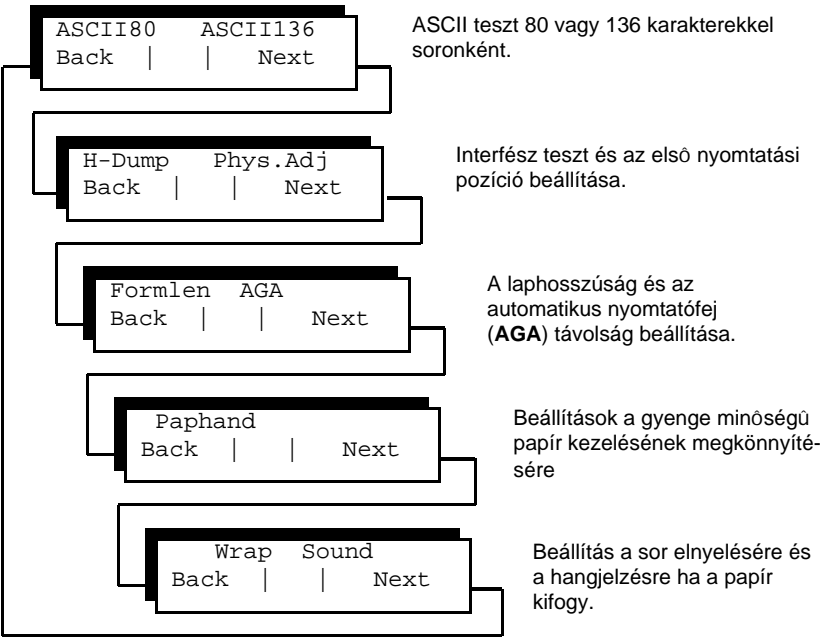 ASCII80 ASCII136
Back | | Next
ASCII teszt 80 vagy 136 karakterekkel
soronként.
H-Dump Phys.Adj
Back | | Next
Interfész teszt és az elsô nyomtatási
pozíció beállítása.
Formlen AGA
Back | | Next
A laphosszúság és az
automatikus nyomtatófej
(AGA) távolság beállítása.
Paphand
Back | | Next
Beállítások a gyenge minôségû
papír kezelésének megkönnyíté-
sére
Wrap Sound
Back | | Next
Beállítás a sor elnyelésére és
a hangjelzésre ha a papír
kifogy.